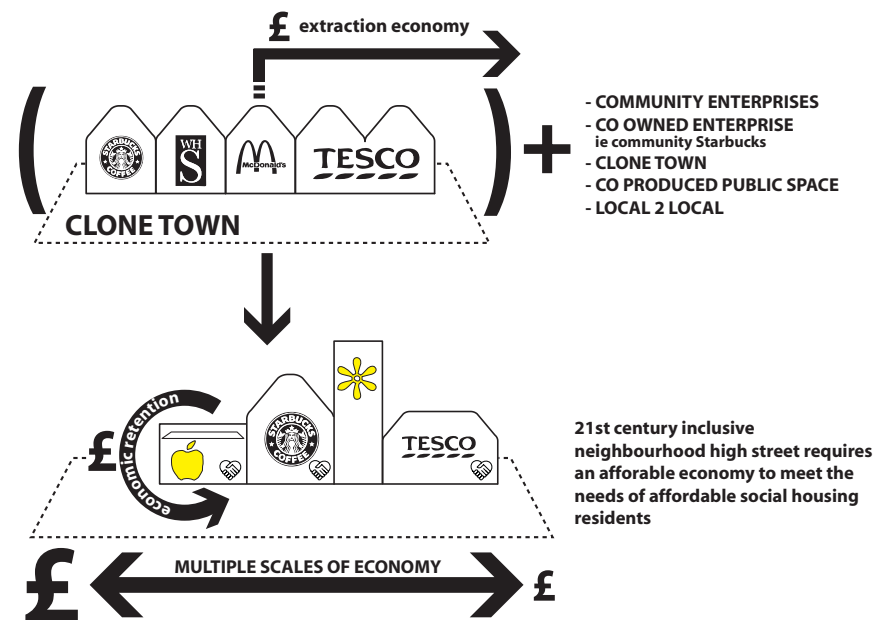 £ extraction economy
( ) +
STARBUCKS
COFFEE
WH
S
McDonald's
TESCO
CLONE TOWN
- COMMUNITY ENTERPRISES
- CO OWNED ENTERPRISE
ie community Starbucks
- CLONE TOWN
- CO PRODUCED PUBLIC SPACE
- LOCAL 2 LOCAL
£
economic retention
STARBUCKS
COFFEE
TESCO
21st century inclusive
neighbourhood high street requires
an afforable economy to meet the
needs of affordable social housing
residents
£ MULTIPLE SCALES OF ECONOMY £